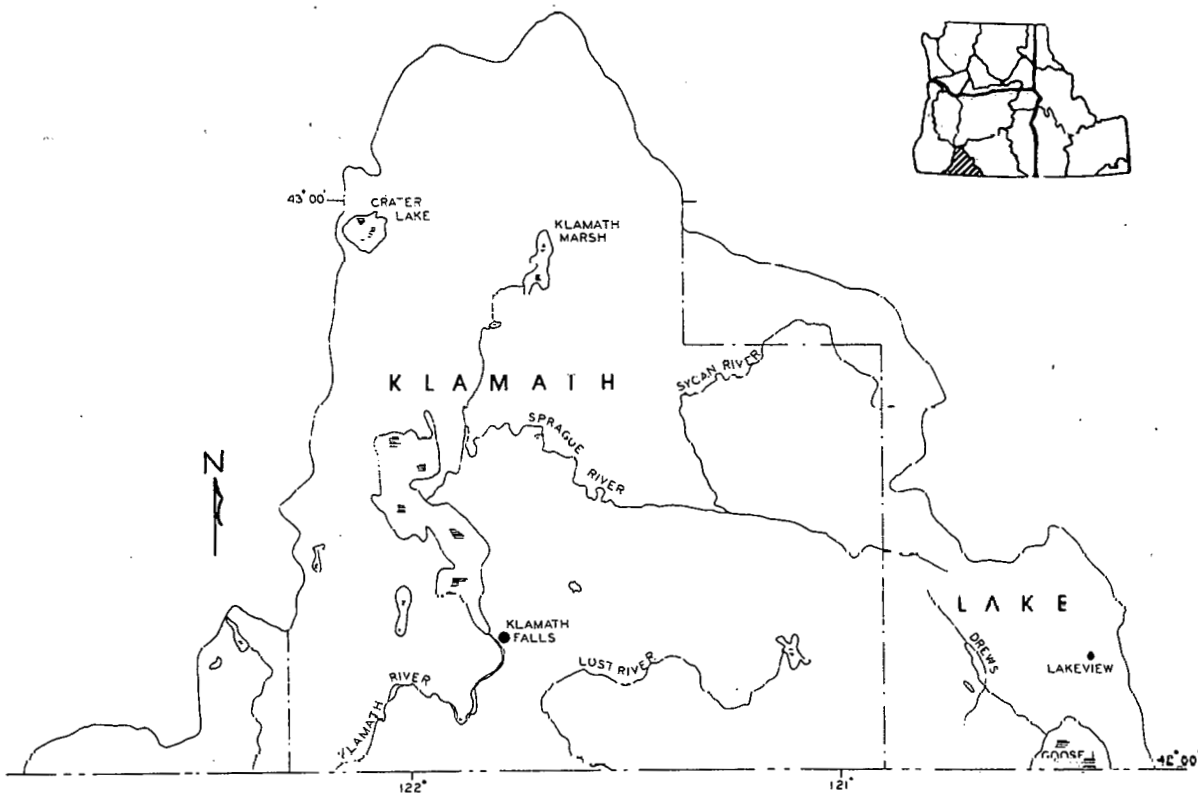 43° 00'
CRATER
LAKE
KLAMATH
MARSH
KLAMATH
SYCAN RIVER
SPRAGUE
RIVER
N
LAKE
KLAMATH
FALLS
DREWS
LAKEVIEW
LOST RIVER
RIVER
KLAMATH
GOOSE L
42° 00'
122°
121°